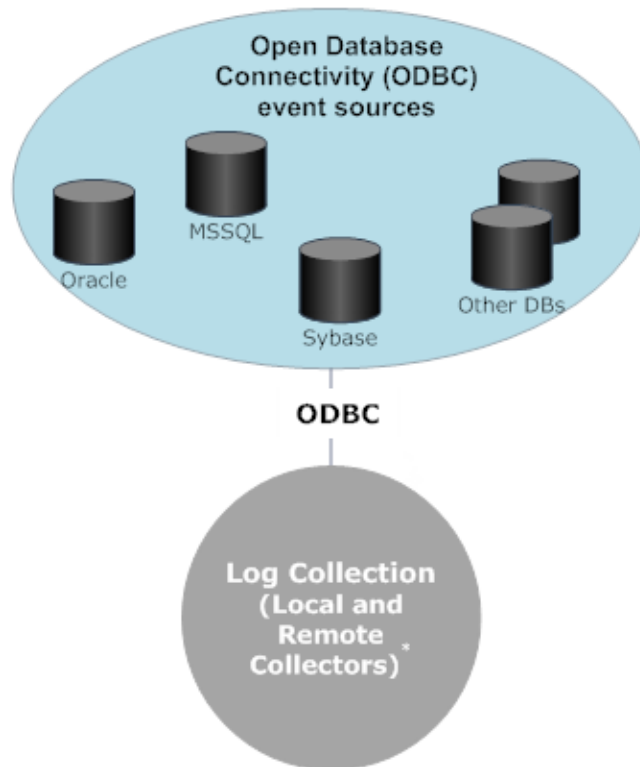 Open Database
Connectivity (ODBC)
event sources
MSSQL
Oracle
Other DBs
Sybase
ODBC
Log Collection
(Local and
Remote
Collectors)*